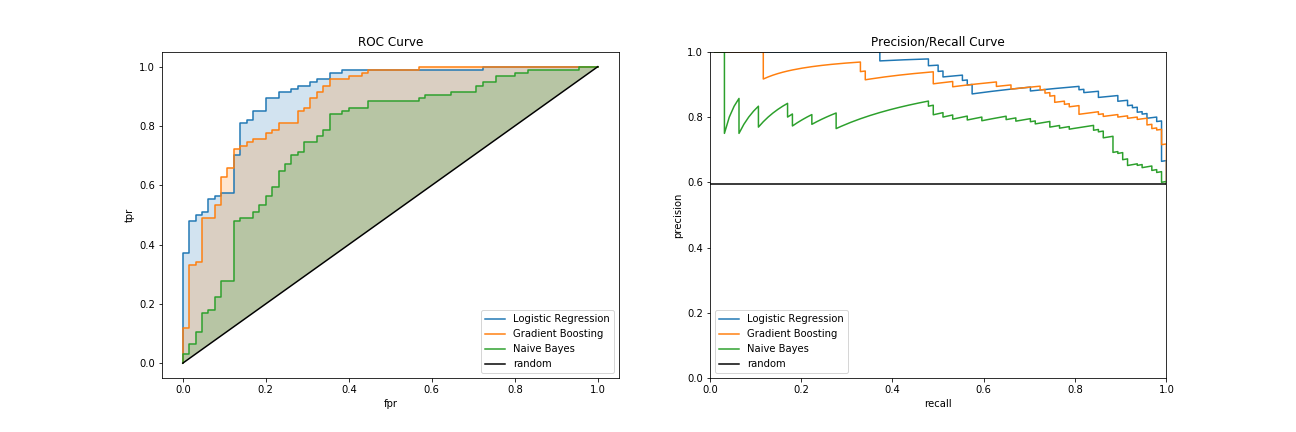 ROC Curve
1.0
0.8
0.6
0.4
0.2
0.0
tpr
0.0 0.2 0.4 0.6 0.8 1.0
fpr
Logistic Regression
Gradient Boosting
Naive Bayes
random
Precision/Recall Curve
1.0
0.8
0.6
0.4
0.2
0.0
precision
0.0 0.2 0.4 0.6 0.8 1.0
recall
Logistic Regression
Gradient Boosting
Naive Bayes
random